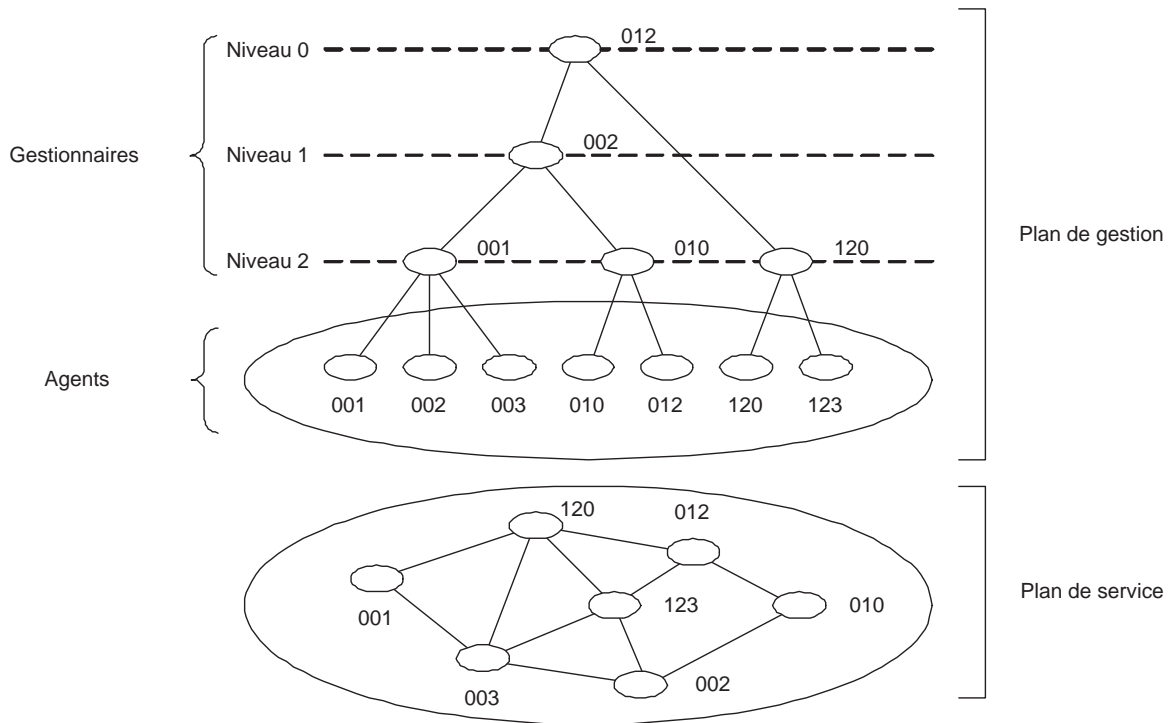 012
Niveau 0
002
Gestionnaires
Niveau 1
Plan de gestion
001
010
120
Niveau 2
Agents
001
002
003
010
012
120
123
120
012
Plan de service
001
123
010
003
002